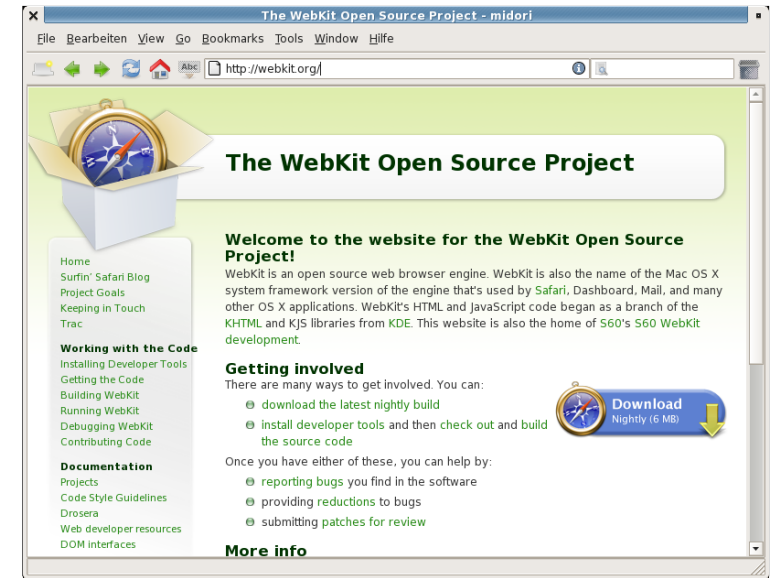 The WebKit Open Source Project - midori
File Bearbeiten View Go Bookmarks Tools Window Hilfe
Abc http://webkit.org/
The WebKit Open Source Project
Home
Surfin' Safari Blog
Project Goals
Keeping in Touch
Trac
Working with the Code
Installing Developer Tools
Getting the Code
Building WebKit
Running WebKit
Debugging WebKit
Contributing Code
Documentation
Projects
Code Style Guidelines
Drosera
Web developer resources
DOM interfaces
Welcome to the website for the WebKit Open Source
Project!
WebKit is an open source web browser engine. WebKit is also the name of the Mac OS X
system framework version of the engine that's used by Safari, Dashboard, Mail, and many
other OS X applications. WebKit's HTML and JavaScript code began as a branch of the
KHTML and KJS libraries from KDE. This website is also the home of S60's S60 WebKit
development.
Getting involved
There are many ways to get involved. You can:
download the latest nightly build
install developer tools and then check out and build
the source code
Once you have either of these, you can help by:
reporting bugs you find in the software
providing reductions to bugs
submitting patches for review
More info
Download
Nightly (6 MB)